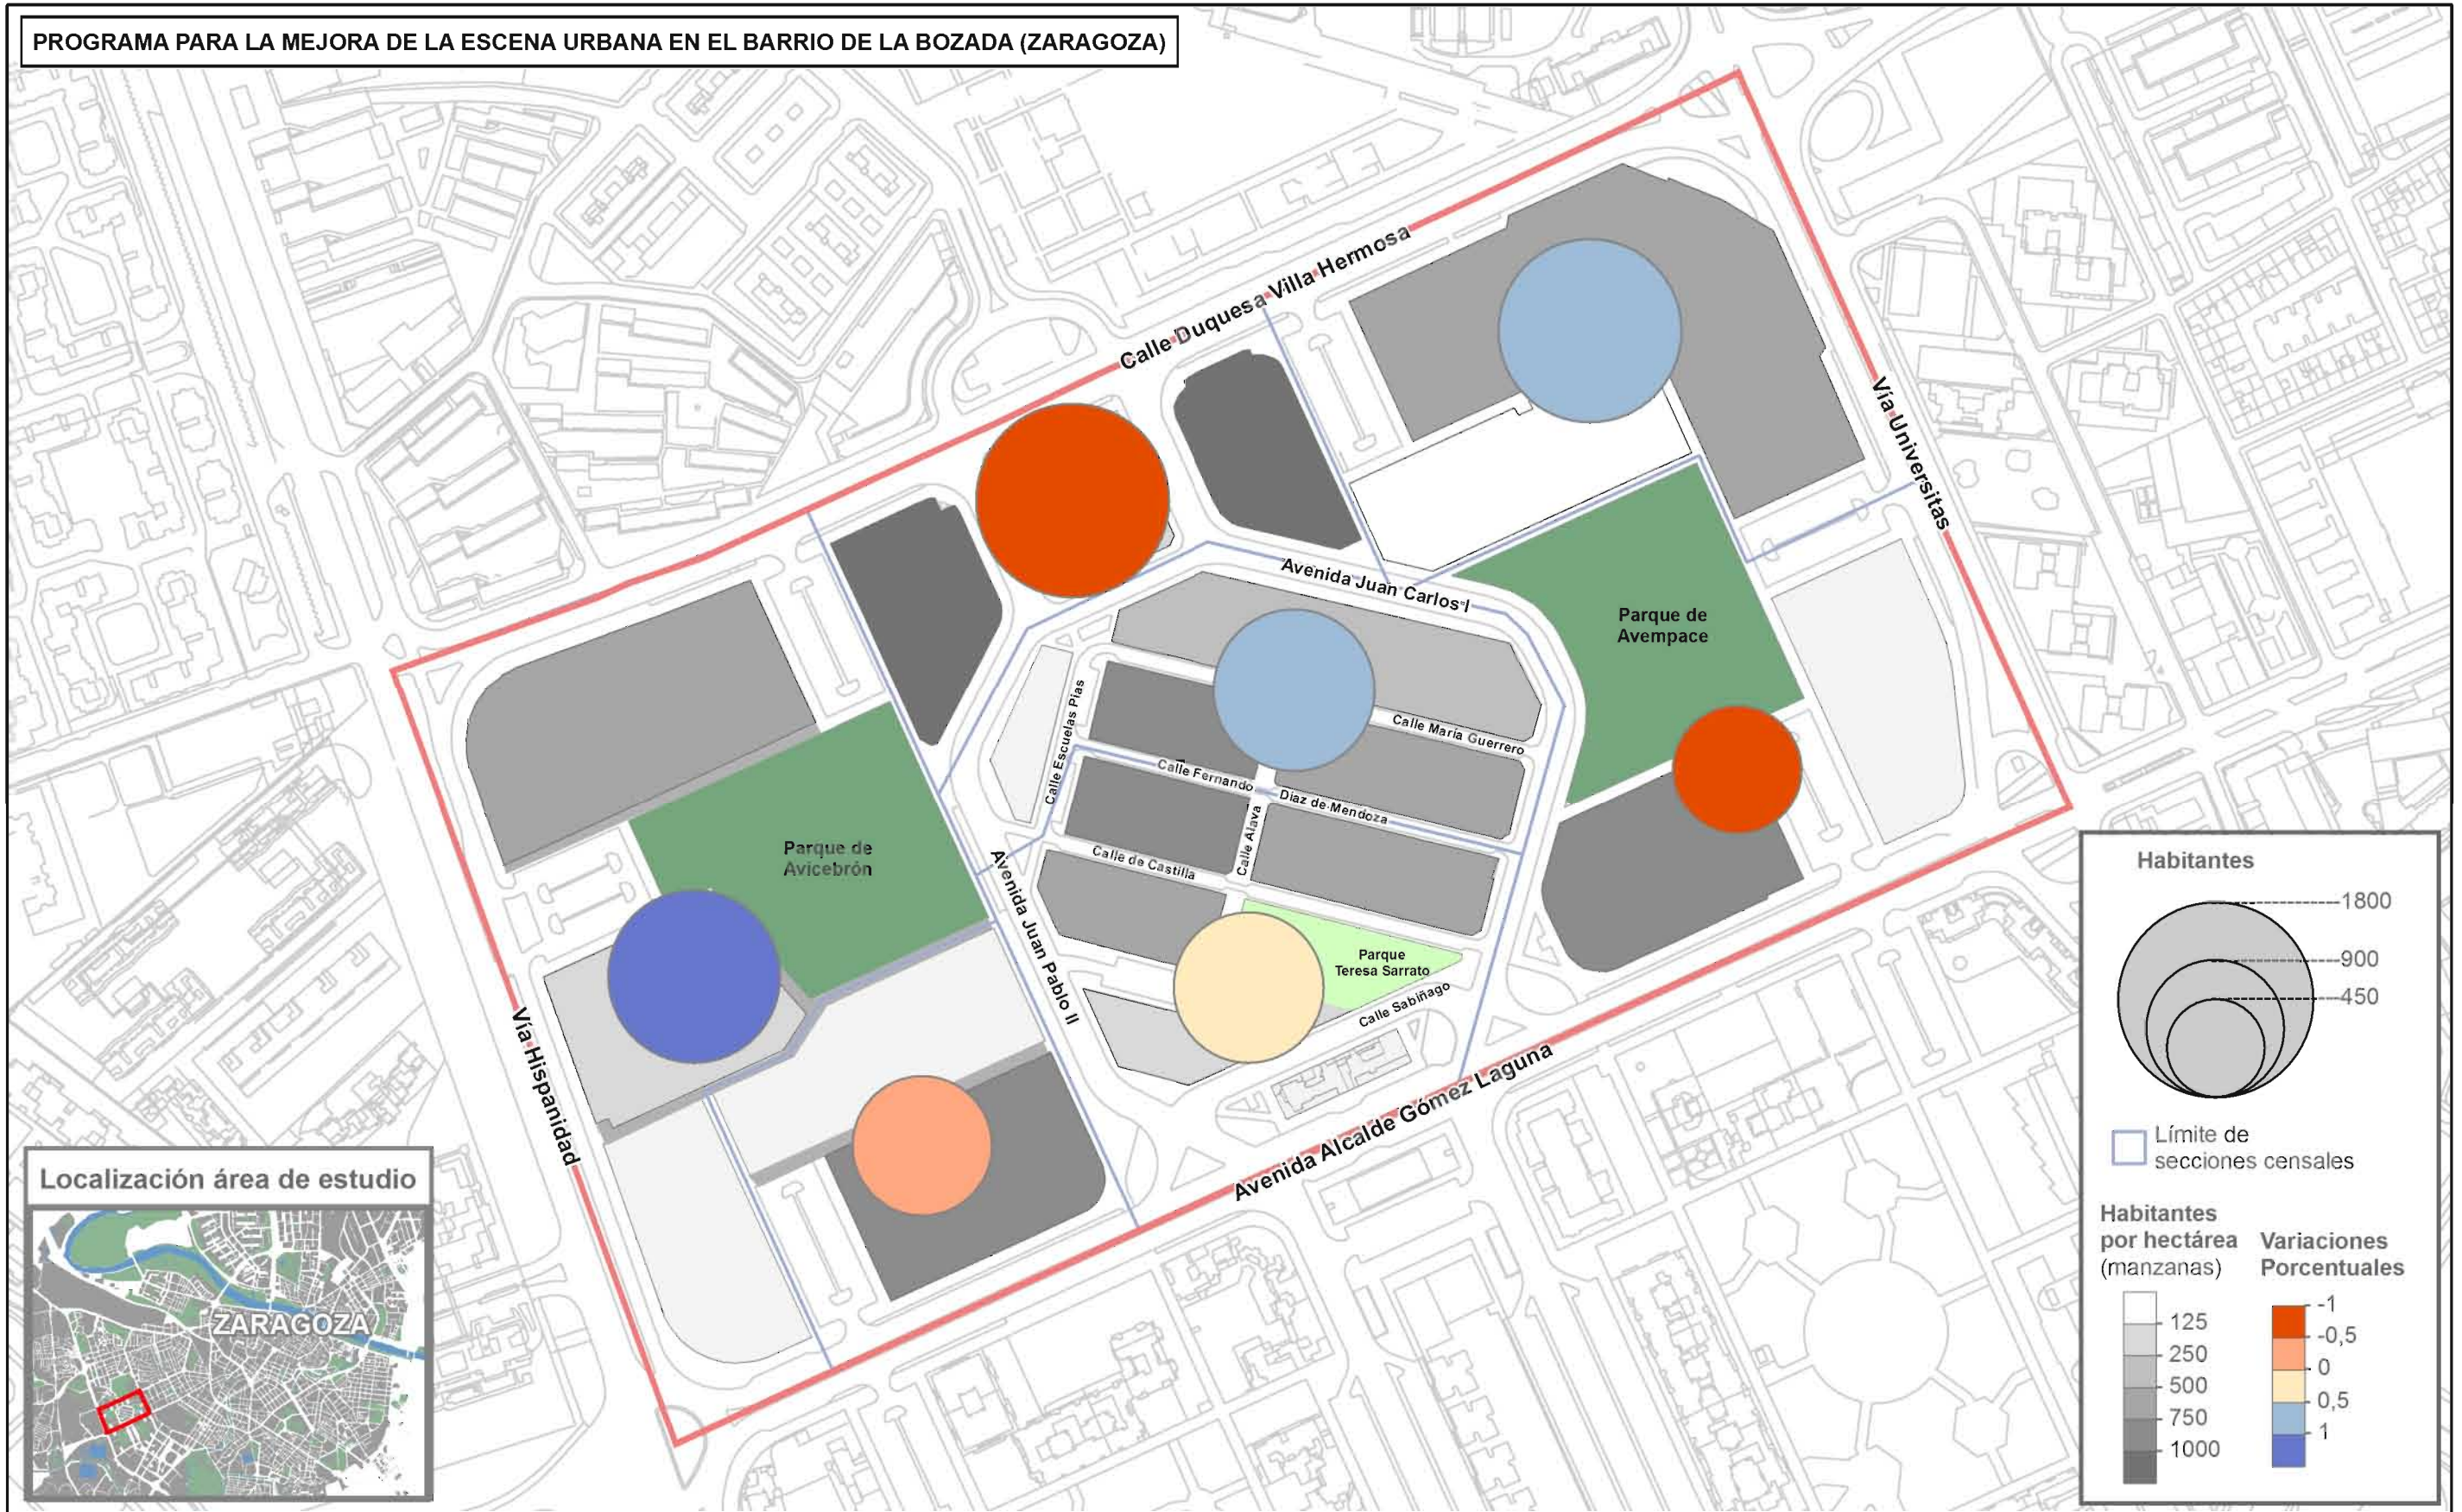 PROGRAMA PARA LA MEJORA DE LA ESCENA URBANA EN EL BARRIO DE LA BOZADA (ZARAGOZA)
Calle Duquesa Villa Hermosa
Vía Universitas
Avenida Juan Carlos I
Parque de
Avempace
Calle Escuelas Pias
Calle María Guerrero
Calle Fernando
Diaz de Mendoza
Calle Alava
Calle de Castilla
Parque de
Avicebrón
Avenida Juan Pablo II
Parque
Teresa Sarrato
Calle Sabiñago
Vía Hispanidad
Avenida Alcalde Gómez Laguna
Localización área de estudio
ZARAGOZA
Habitantes
1800
900
450
Límite de
secciones censales
Habitantes
por hectárea
(manzanas)
125
250
500
750
1000
Variaciones
Porcentuales
-1
-0,5
0
0,5
1